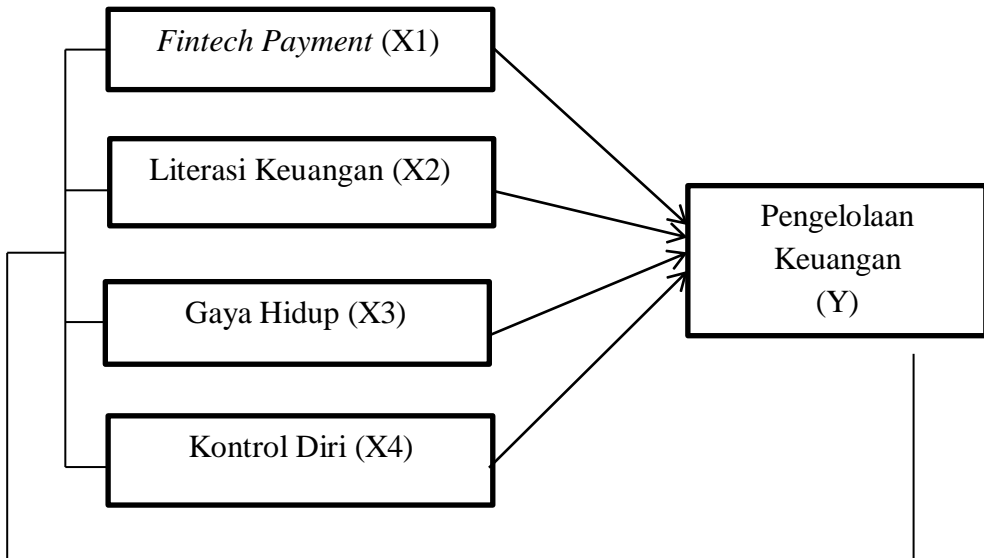 Fintech Payment (X1)
Literasi Keuangan (X2)
Gaya Hidup (X3)
Kontrol Diri (X4)
Pengelolaan
Keuangan
(Y)